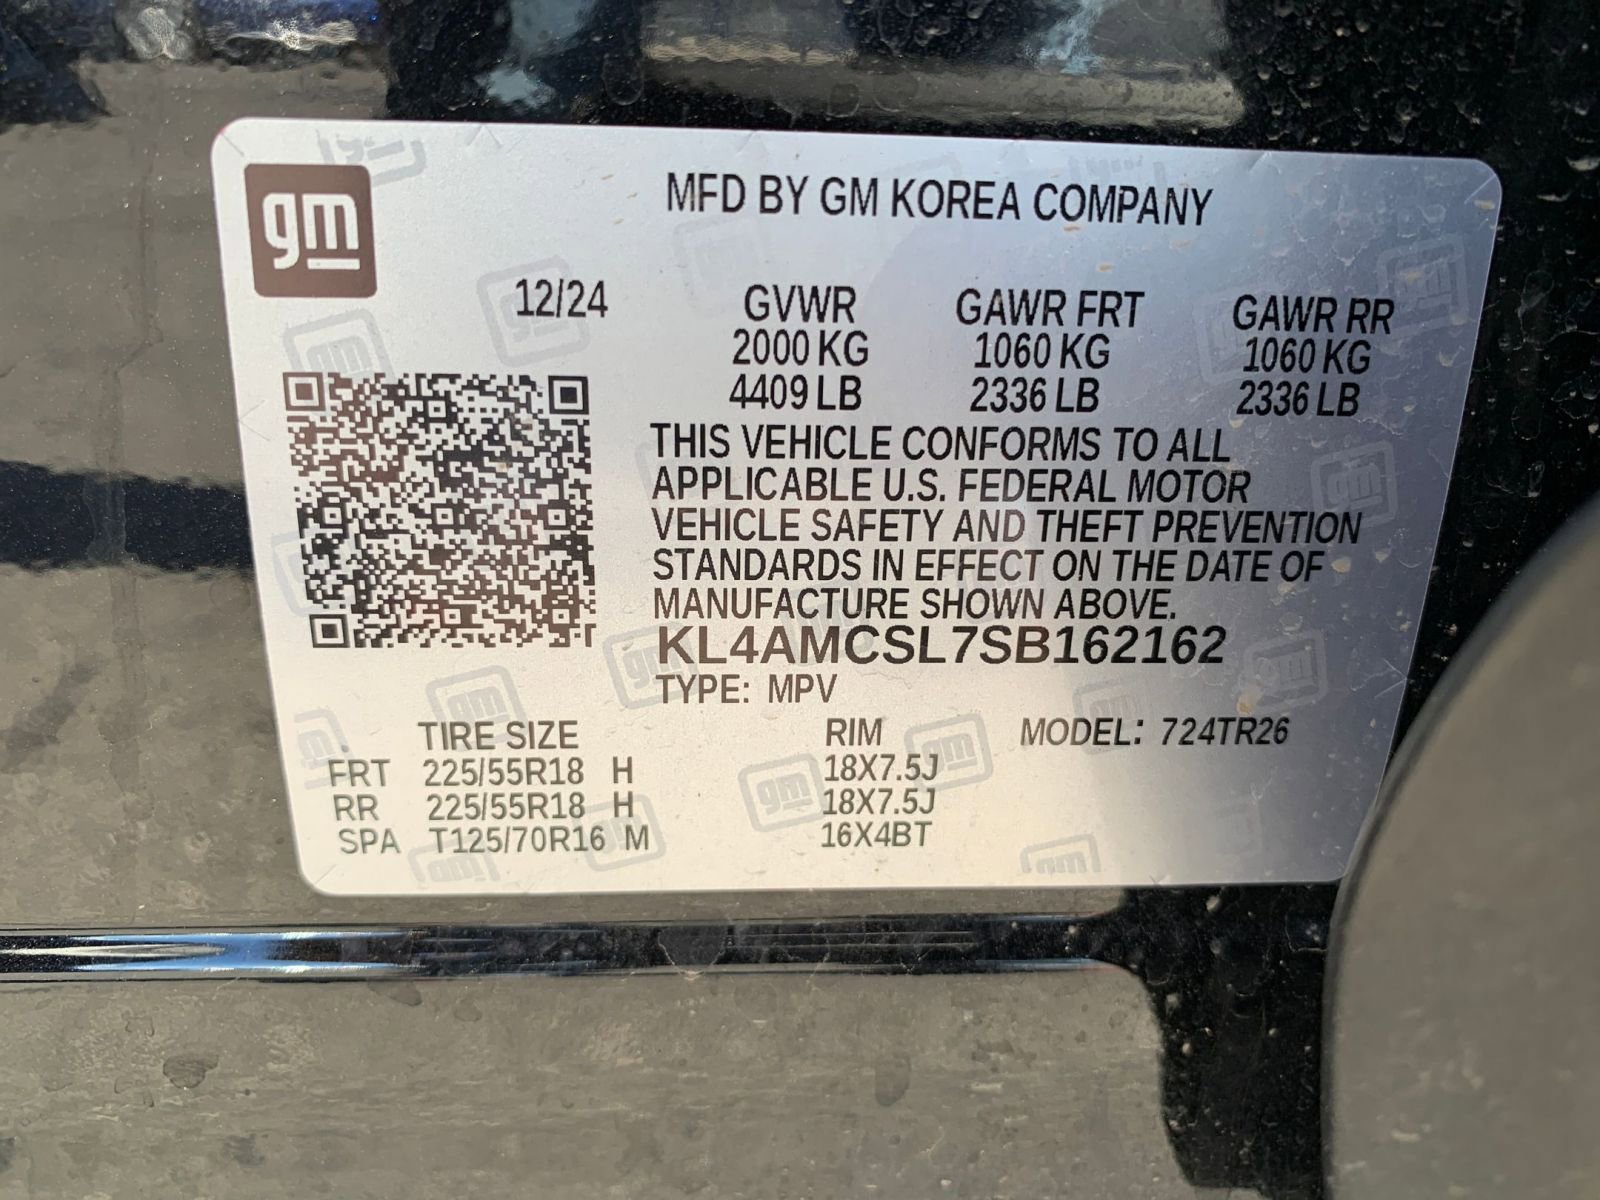 gm
MFD BY GM KOREA COMPANY
12/24 GVWR GAWR FRT GAWR RR
2000 KG 1060 KG 1060 KG
4409 LB 2336 LB 2336 LB
THIS VEHICLE CONFORMS TO ALL
APPLICABLE U.S. FEDERAL MOTOR
VEHICLE SAFETY AND THEFT PREVENTION
STANDARDS IN EFFECT ON THE DATE OF
MANUFACTURE SHOWN ABOVE.
KL4AMCSL7SB162162
TYPE: MPV
TIRE SIZE RIM MODEL: 724TR26
FRT 225/55R18 H 18X7.5J
RR 225/55R18 H 18X7.5J
SPA T125/70R16 M 16X4BT